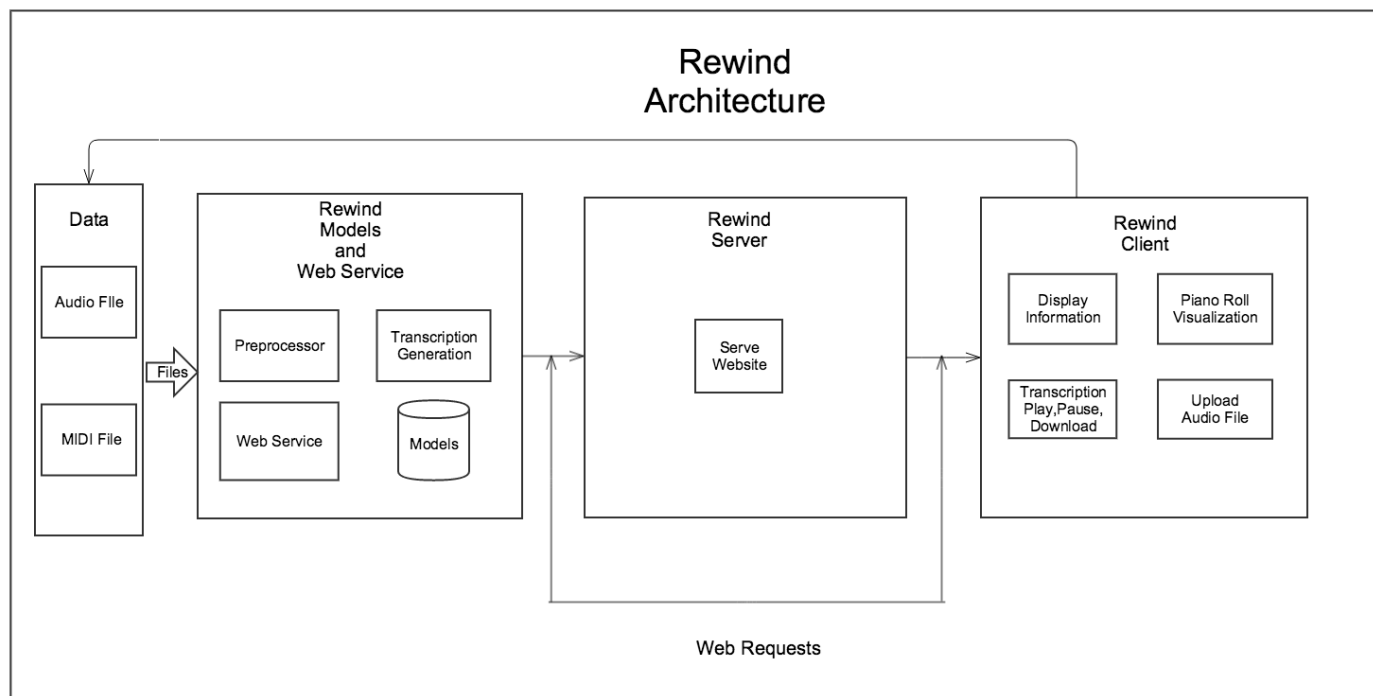 Rewind
Architecture
Data
Audio FIle
MIDI File
Files
Rewind
Models
and
Web Service
Preprocessor
Transcription
Generation
Web Service
Models
Rewind
Server
Serve
Website
Rewind
Client
Display
Information
Piano Roll
Visualization
Transcription
Play,Pause,
Download
Upload
Audio File
Web Requests